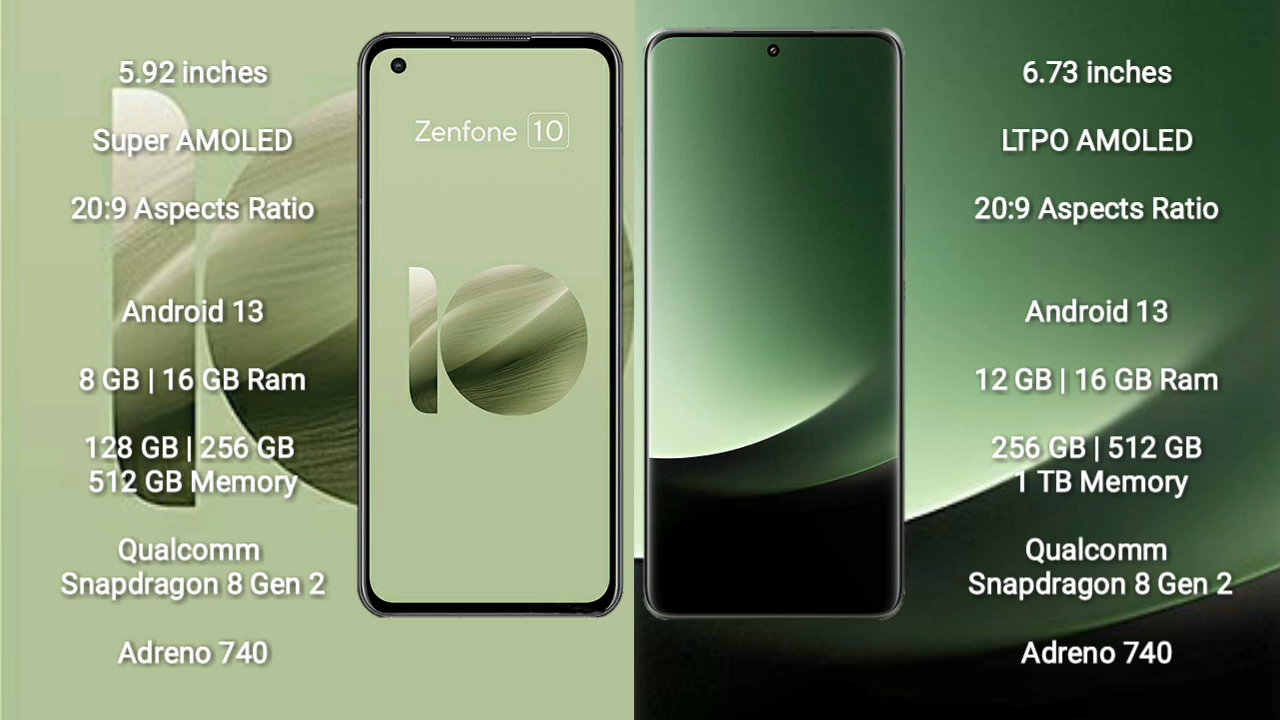 5.92 inches
Super AMOLED
20:9 Aspects Ratio
Android 13
8 GB | 16 GB Ram
128 GB | 256 GB
512 GB Memory
Qualcomm
Snapdragon 8 Gen 2
Adreno 740
Zenfone 10
10
6.73 inches
LTPO AMOLED
20:9 Aspects Ratio
Android 13
12 GB | 16 GB Ram
256 GB | 512 GB
1 TB Memory
Qualcomm
Snapdragon 8 Gen 2
Adreno 740